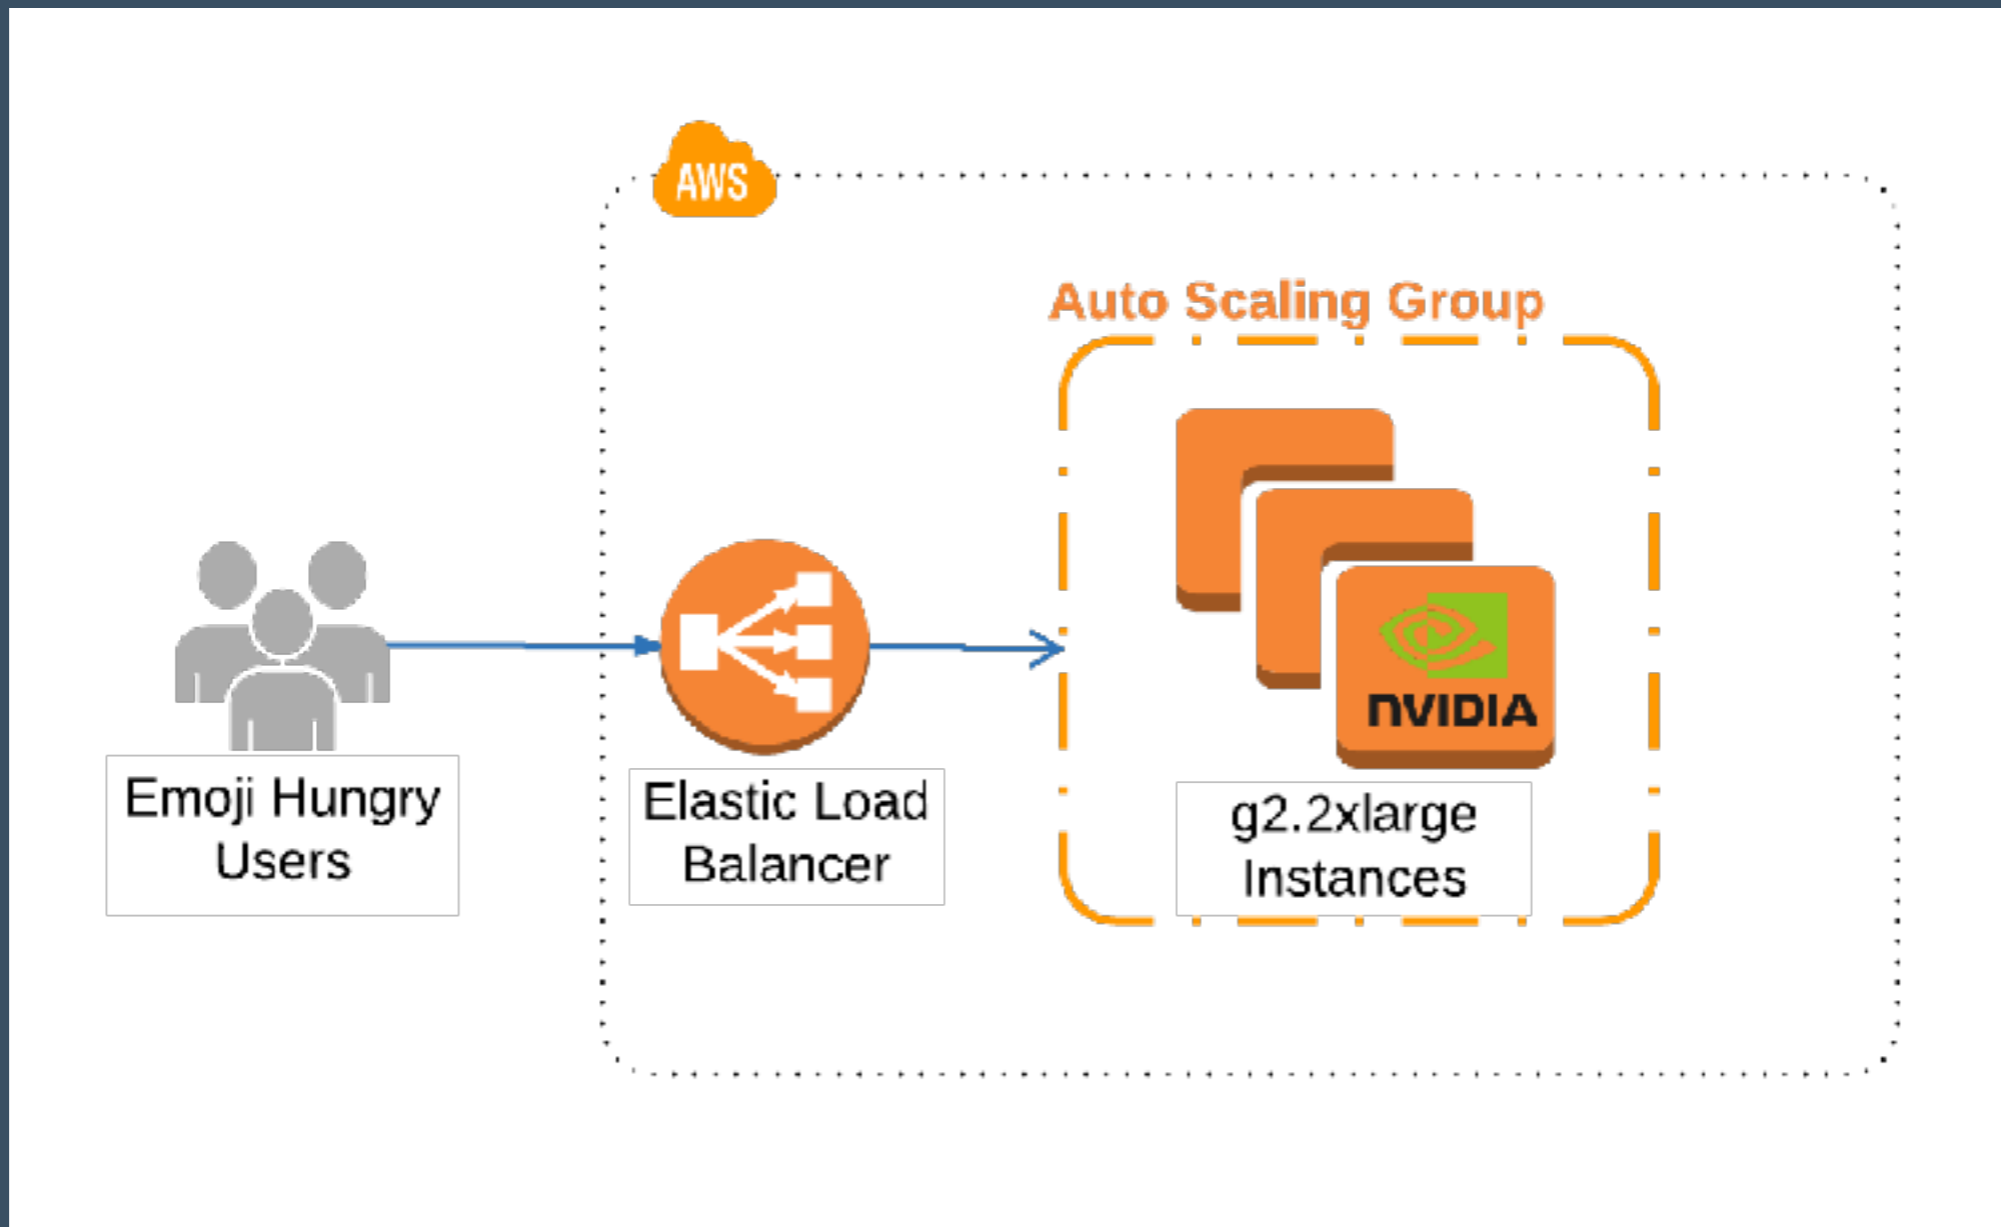 AWS
Auto Scaling Group
NVIDIA
Emoji Hungry
Users
Elastic Load
Balancer
g2.2xlarge
Instances